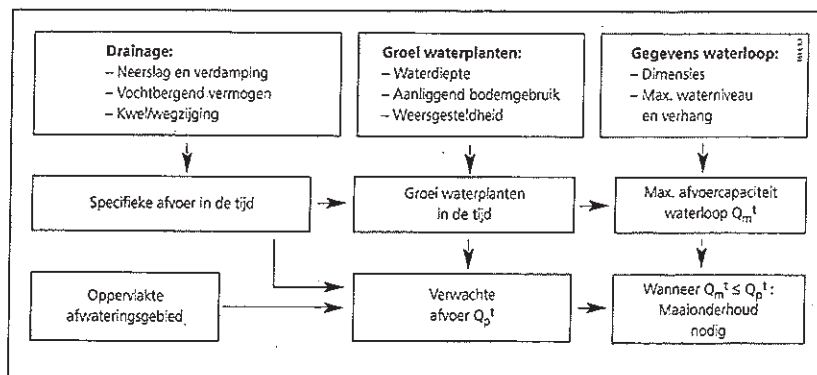 Drainage:
– Neerslag en verdamping
– Vochtbergend vermogen
– Kwel/wegzijging
Groei waterplanten:
– Waterdiepte
– Aanliggend bodemgebruik
– Weersgesteldheid
Gegevens waterloop:
– Dimensies
– Max. waterniveau
en verhang
Specifieke afvoer in de tijd
Groei waterplanten
in de tijd
Max. afvoercapaciteit
waterloop Qₘᵗ
Oppervlakte
afwateringsgebied
Verwachte
afvoer Qₚᵗ
Wanneer Qₘᵗ ≤ Qₚᵗ :
Maaionderhoud
nodig